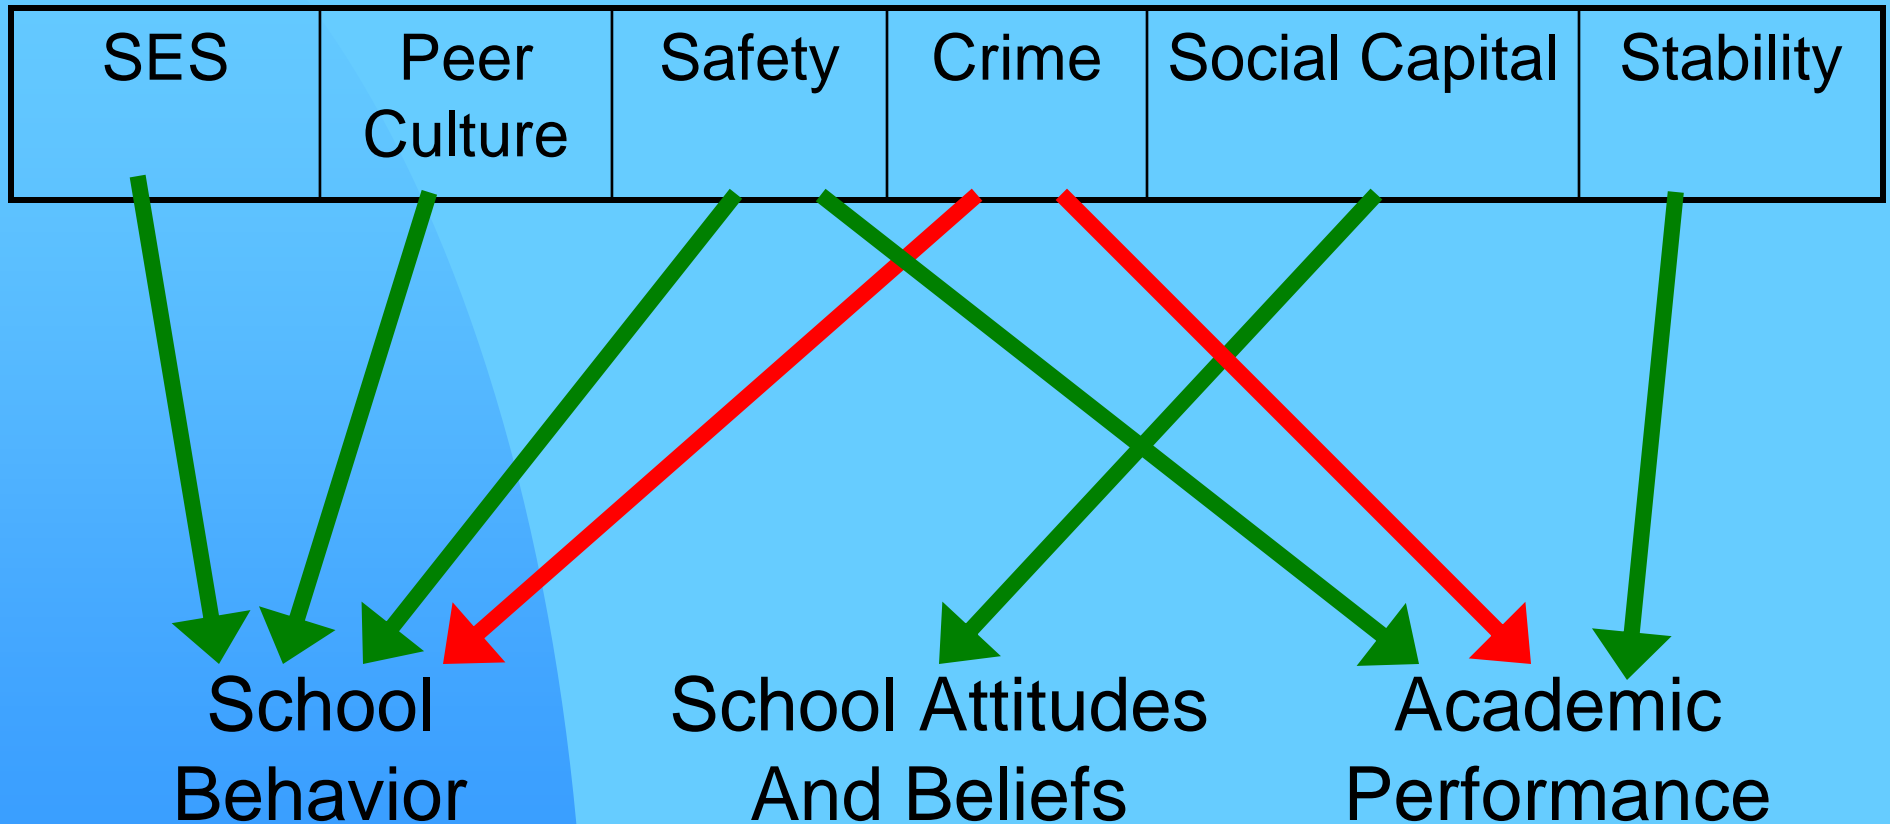 SES
Peer
Culture
Safety
Crime
Social Capital
Stability
School
Behavior
School Attitudes
And Beliefs
Academic
Performance